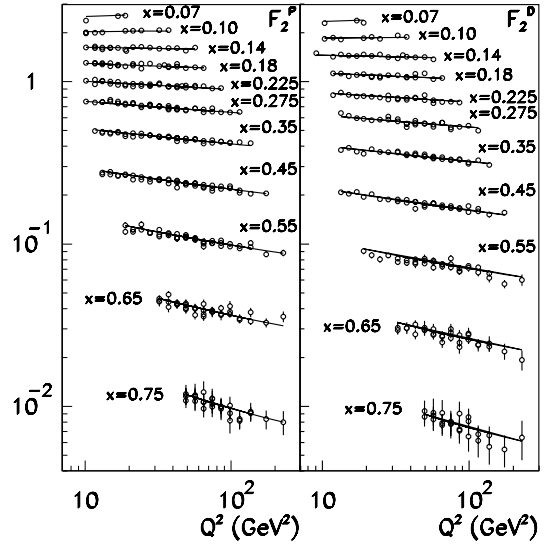 F₂ᵖ
x=0.07
x=0.10
x=0.14
x=0.18
x=0.225
x=0.275
x=0.35
x=0.45
x=0.55
x=0.65
x=0.75
F₂ᴰ
x=0.07
x=0.10
x=0.14
x=0.18
x=0.225
x=0.275
x=0.35
x=0.45
x=0.55
x=0.65
x=0.75
1
10⁻¹
10⁻²
10
10²
10
10²
Q² (GeV²)
Q² (GeV²)